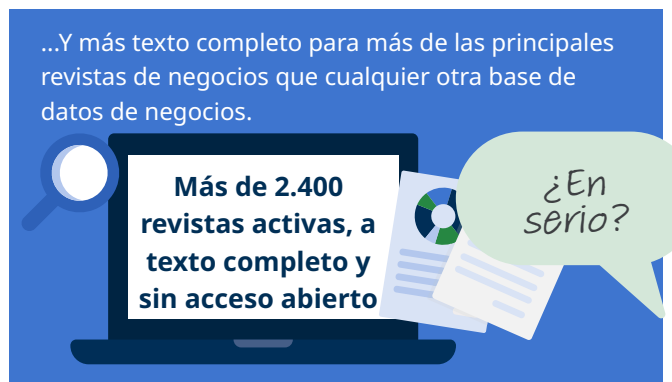 ...Y más texto completo para más de las principales
revistas de negocios que cualquier otra base de
datos de negocios.
Más de 2.400
revistas activas, a
texto completo y
sin acceso abierto
¿En
serio?